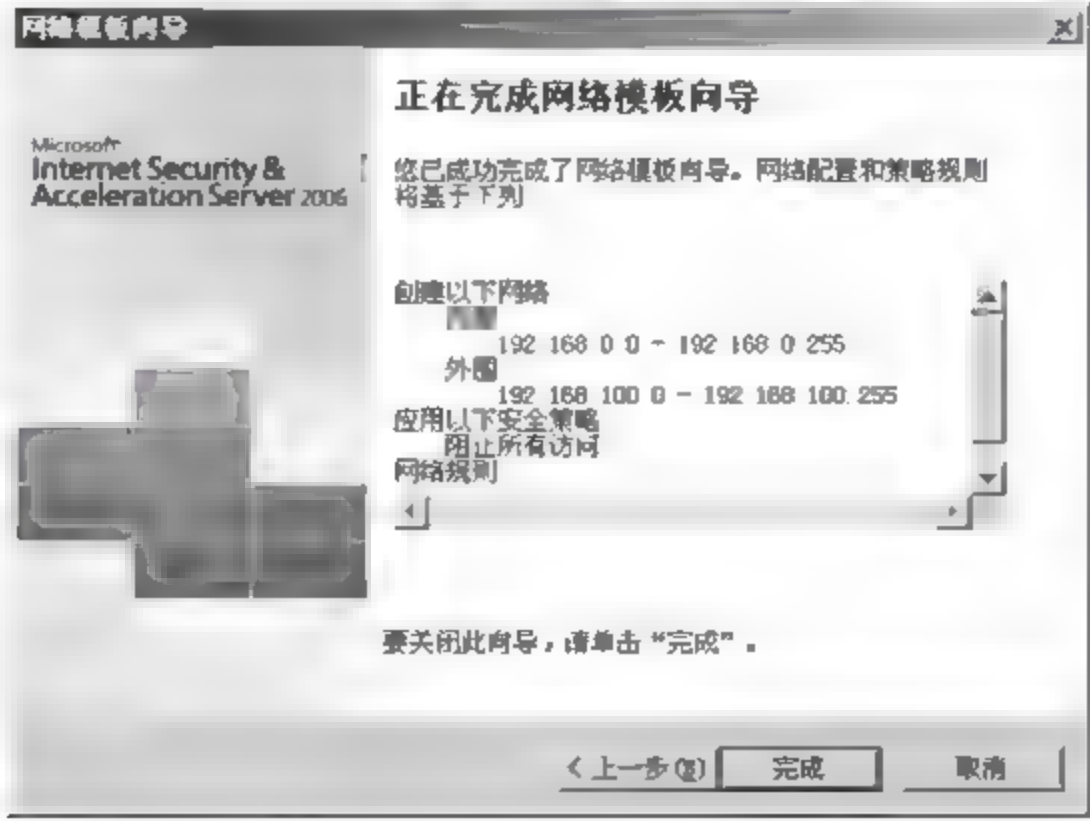 网络模板向导
Microsoft
Internet Security &
Acceleration Server 2006
正在完成网络模板向导
您已成功完成了网络模板向导。网络配置和策略规则
将基于下列
创建以下网络
192 168 0 0 - 192 168 0 255
外围
192 168 100 0 - 192 168 100.255
应用以下安全策略
阻止所有访问
网络规则
要关闭此向导，请单击“完成”。
<上一步(B)
完成
取消